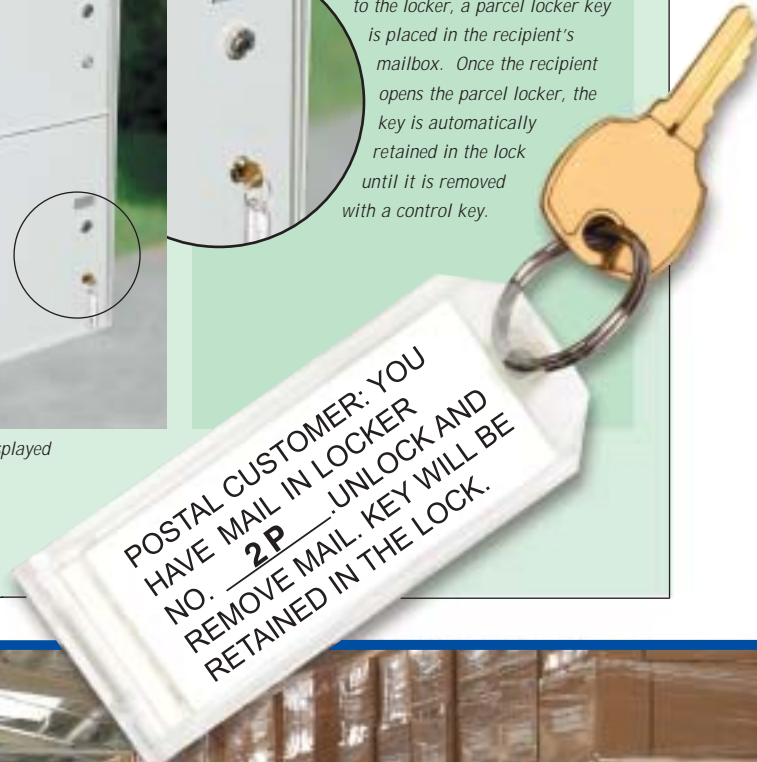 to the locker, a parcel locker key
is placed in the recipient's
mailbox. Once the recipient
opens the parcel locker, the
key is automatically
retained in the lock
until it is removed
with a control key.
POSTAL CUSTOMER: YOU
HAVE MAIL IN LOCKER
NO. 2P .UNLOCK AND
REMOVE MAIL. KEY WILL BE
RETAINED IN THE LOCK.
splayed